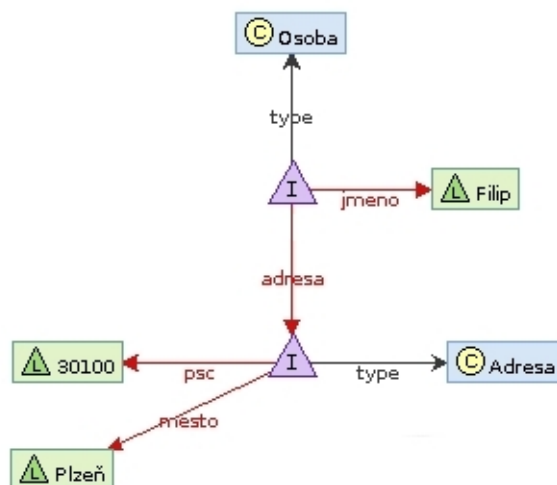 C Osoba
type
I
jmeno
L Filip
adresa
L 30100
psc
I
type
C Adresa
mesto
L Plzeň